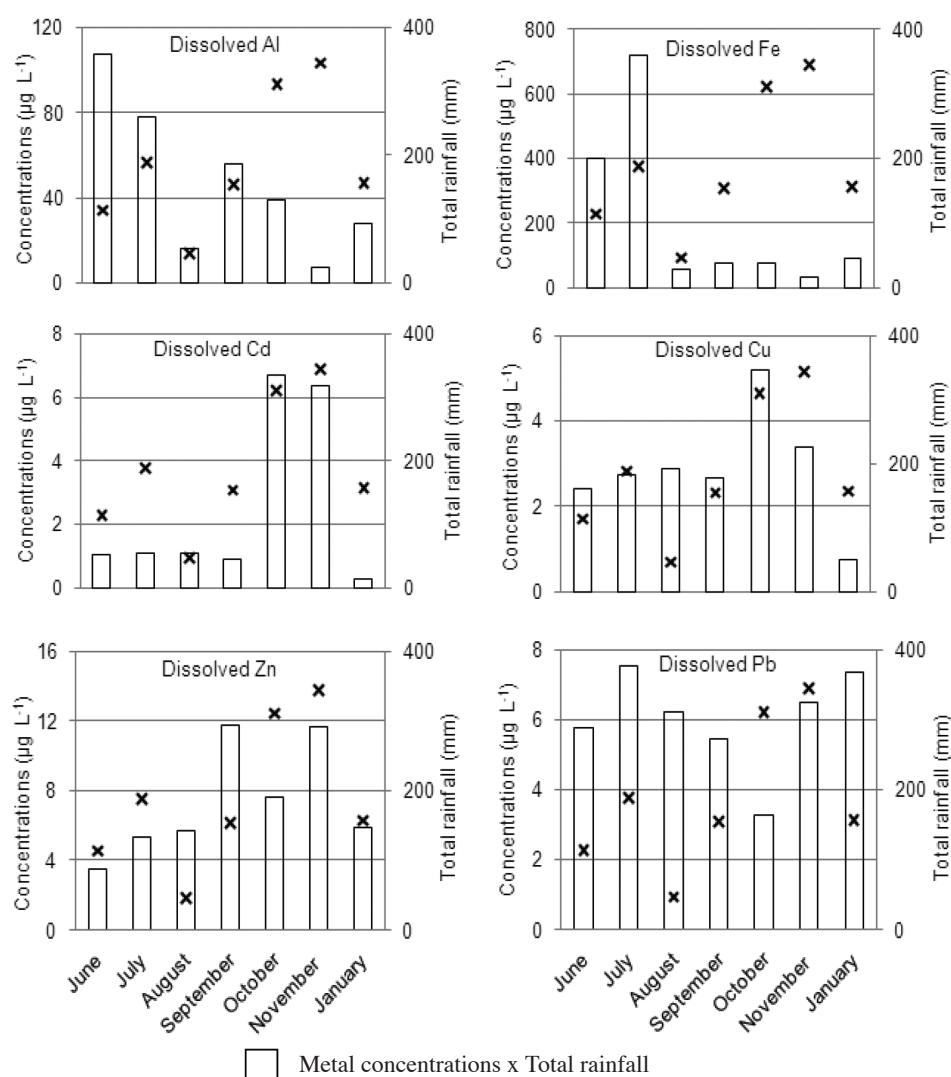 Dissolved Al
Concentrations (µg L-1)
120
80
40
0
400
200
0
Total rainfall (mm)
Dissolved Fe
Concentrations (µg L-1)
800
600
400
200
0
400
200
0
Total rainfall (mm)
Dissolved Cd
Concentrations (µg L-1)
8
6
4
2
0
400
200
0
Total rainfall (mm)
Dissolved Cu
Concentrations (µg L-1)
6
4
2
0
400
200
0
Total rainfall (mm)
Dissolved Zn
Concentrations (µg L-1)
16
12
8
4
0
400
200
0
Total rainfall (mm)
June
July
August
September
October
November
January
Dissolved Pb
Concentrations (µg L-1)
8
6
4
2
0
400
200
0
Total rainfall (mm)
June
July
August
September
October
November
January
Metal concentrations x Total rainfall